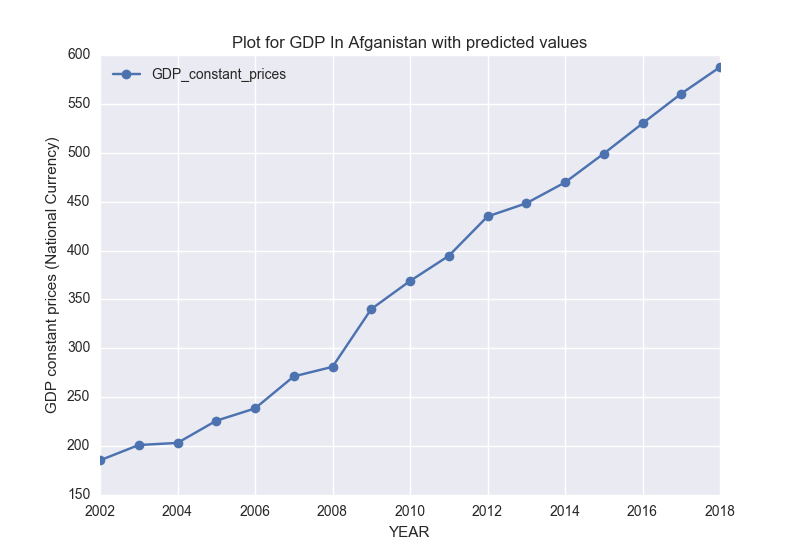 Plot for GDP In Afganistan with predicted values
GDP_constant_prices
GDP constant prices (National Currency)
600
550
500
450
400
350
300
250
200
150
2002 2004 2006 2008 2010 2012 2014 2016 2018
YEAR